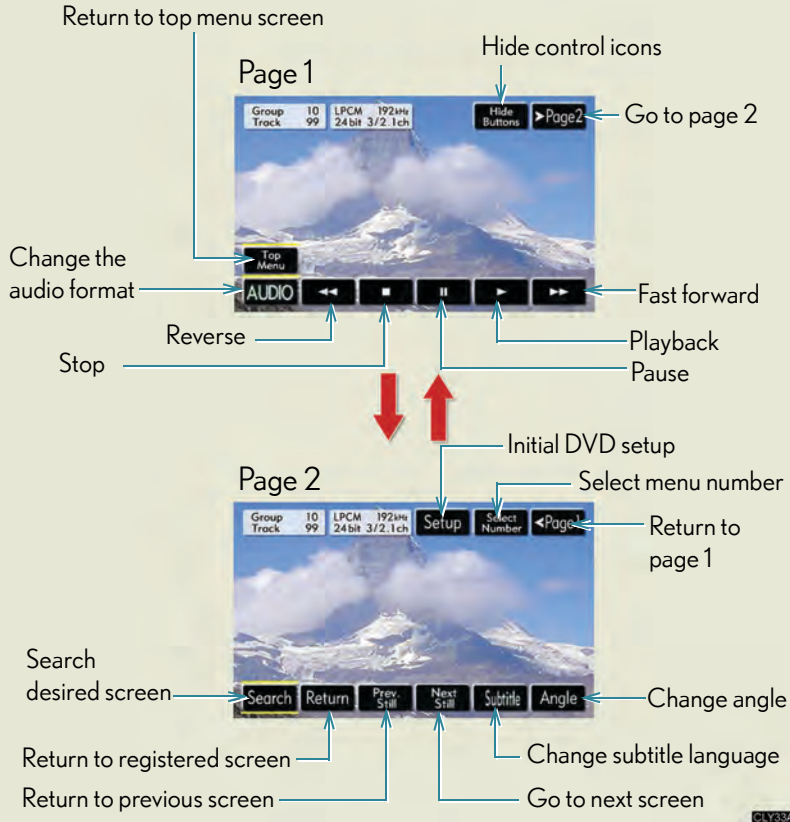 Return to top menu screen
Hide control icons
Page 1
Group 10
Track 99
LPCM 192kHz
24bit 3/2.1ch
Hide
Buttons
>Page2
Go to page 2
Change the
audio format
Top
Menu
AUDIO
Fast forward
Reverse
Playback
Stop
Pause
Initial DVD setup
Page 2
Select menu number
Group 10
Track 99
LPCM 192kHz
24bit 3/2.1ch
Setup
Select
Number
<Page1
Return to
page 1
Search
desired screen
Search
Return
Prev.
Still
Next
Still
Subtitle
Angle
Change angle
Return to registered screen
Change subtitle language
Return to previous screen
Go to next screen